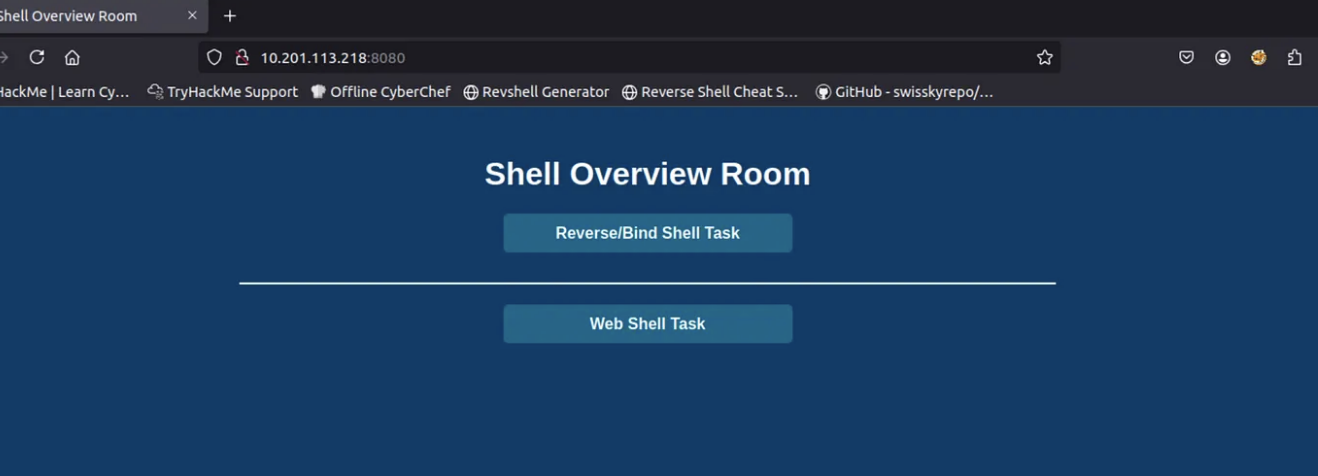 Shell Overview Room
10.201.113.218:8080
HackMe | Learn Cy… TryHackMe Support Offline CyberChef Revshell Generator Reverse Shell Cheat S… GitHub - swisskyrepo/…
Shell Overview Room
Reverse/Bind Shell Task
Web Shell Task